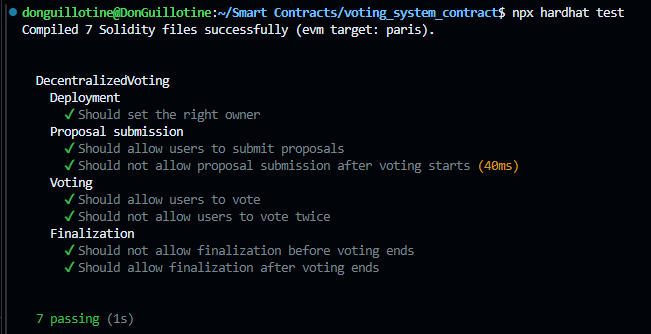 donguillotine@DonGuillotine:~/Smart Contracts/voting_system_contract$ npx hardhat test
Compiled 7 Solidity files successfully (evm target: paris).
DecentralizedVoting
Deployment
✓ Should set the right owner
Proposal submission
✓ Should allow users to submit proposals
✓ Should not allow proposal submission after voting starts (40ms)
Voting
✓ Should allow users to vote
✓ Should not allow users to vote twice
Finalization
✓ Should not allow finalization before voting ends
✓ Should allow finalization after voting ends
7 passing (1s)